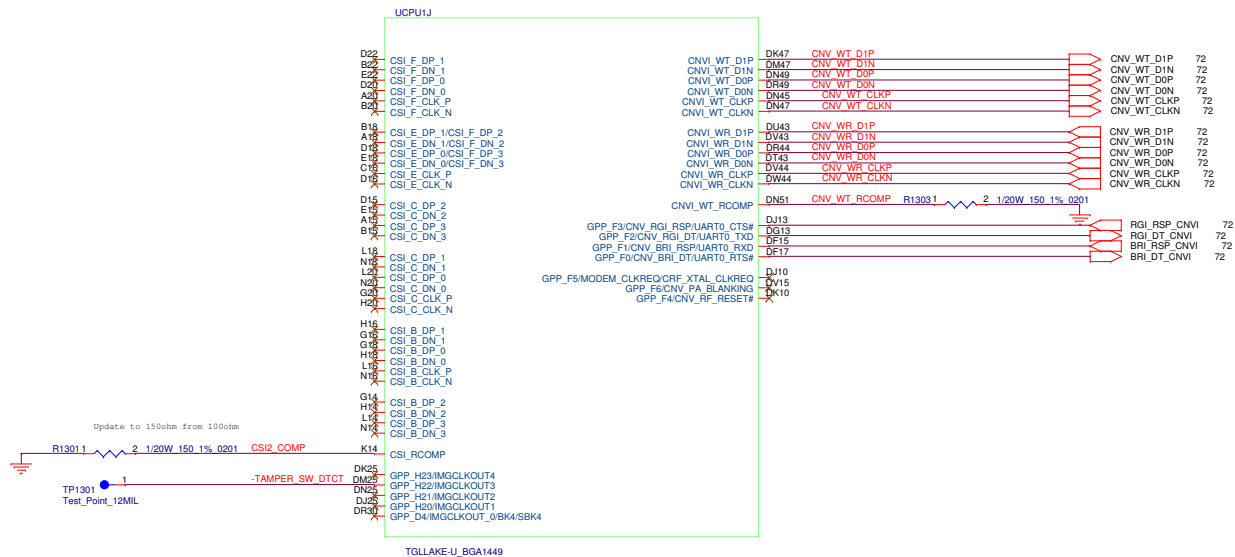 UCPU1J
D22 CSI_F_DP_1
B22 CSI_F_DN_1
E22 CSI_F_DP_0
D20 CSI_F_DN_0
A20 CSI_F_CLK_P
B20 CSI_F_CLK_N
B18 CSI_E_DP_1/CSI_F_DP_2
A18 CSI_E_DN_1/CSI_F_DN_2
D18 CSI_E_DP_0/CSI_F_DP_3
E18 CSI_E_DN_0/CSI_F_DN_3
C16 CSI_E_CLK_P
D16 CSI_E_CLK_N
D15 CSI_C_DP_2
E15 CSI_C_DN_2
A15 CSI_C_DP_3
B15 CSI_C_DN_3
L18 CSI_C_DP_1
N18 CSI_C_DN_1
L20 CSI_C_DP_0
N20 CSI_C_DN_0
G20 CSI_C_CLK_P
H20 CSI_C_CLK_N
H16 CSI_B_DP_1
G16 CSI_B_DN_1
G18 CSI_B_DP_0
H18 CSI_B_DN_0
L16 CSI_B_CLK_P
N16 CSI_B_CLK_N
G14 CSI_B_DP_2
H14 CSI_B_DN_2
L14 CSI_B_DP_3
N14 CSI_B_DN_3
Update to 150ohm from 100ohm
R1301 1 2 1/20W_150_1%_0201 CSI2_COMP K14 CSI_RCOMP
DK25 GPP_H23/IMGCLKOUT4
TP1301 1 -TAMPER_SW_DTCT DM25 GPP_H22/IMGCLKOUT3
Test_Point_12MIL
DN25 GPP_H21/IMGCLKOUT2
DJ25 GPP_H20/IMGCLKOUT1
DR30 GPP_D4/IMGCLKOUT_0/BK4/SBK4
CNVI_WT_D1P DK47 CNV_WT_D1P CNV_WT_D1P 72
CNVI_WT_D1N DM47 CNV_WT_D1N CNV_WT_D1N 72
CNVI_WT_D0P DN49 CNV_WT_D0P CNV_WT_D0P 72
CNVI_WT_D0N DR49 CNV_WT_D0N CNV_WT_D0N 72
CNVI_WT_CLKP DN45 CNV_WT_CLKP CNV_WT_CLKP 72
CNVI_WT_CLKN DN47 CNV_WT_CLKN CNV_WT_CLKN 72
CNVI_WR_D1P DU43 CNV_WR_D1P CNV_WR_D1P 72
CNVI_WR_D1N DV43 CNV_WR_D1N CNV_WR_D1N 72
CNVI_WR_D0P DR44 CNV_WR_D0P CNV_WR_D0P 72
CNVI_WR_D0N DT43 CNV_WR_D0N CNV_WR_D0N 72
CNVI_WR_CLKP DV44 CNV_WR_CLKP CNV_WR_CLKP 72
CNVI_WR_CLKN DW44 CNV_WR_CLKN CNV_WR_CLKN 72
CNVI_WT_RCOMP DN51 CNV_WT_RCOMP R1303 1 2 1/20W_150_1%_0201
GPP_F3/CNV_RGI_RSP/UART0_CTS# DJ13 RGI_RSP_CNVI 72
GPP_F2/CNV_RGI_DT/UART0_TXD DG13 RGI_DT_CNVI 72
GPP_F1/CNV_BRI_RSP/UART0_RXD DF15 BRI_RSP_CNVI 72
GPP_F0/CNV_BRI_DT/UART0_RTS# DF17 BRI_DT_CNVI 72
GPP_F5/MODEM_CLKREQ/CRF_XTAL_CLKREQ DJ10
GPP_F6/CNV_PA_BLANKING DV15
GPP_F4/CNV_RF_RESET# DK10
TGLLAKE-U_BGA1449